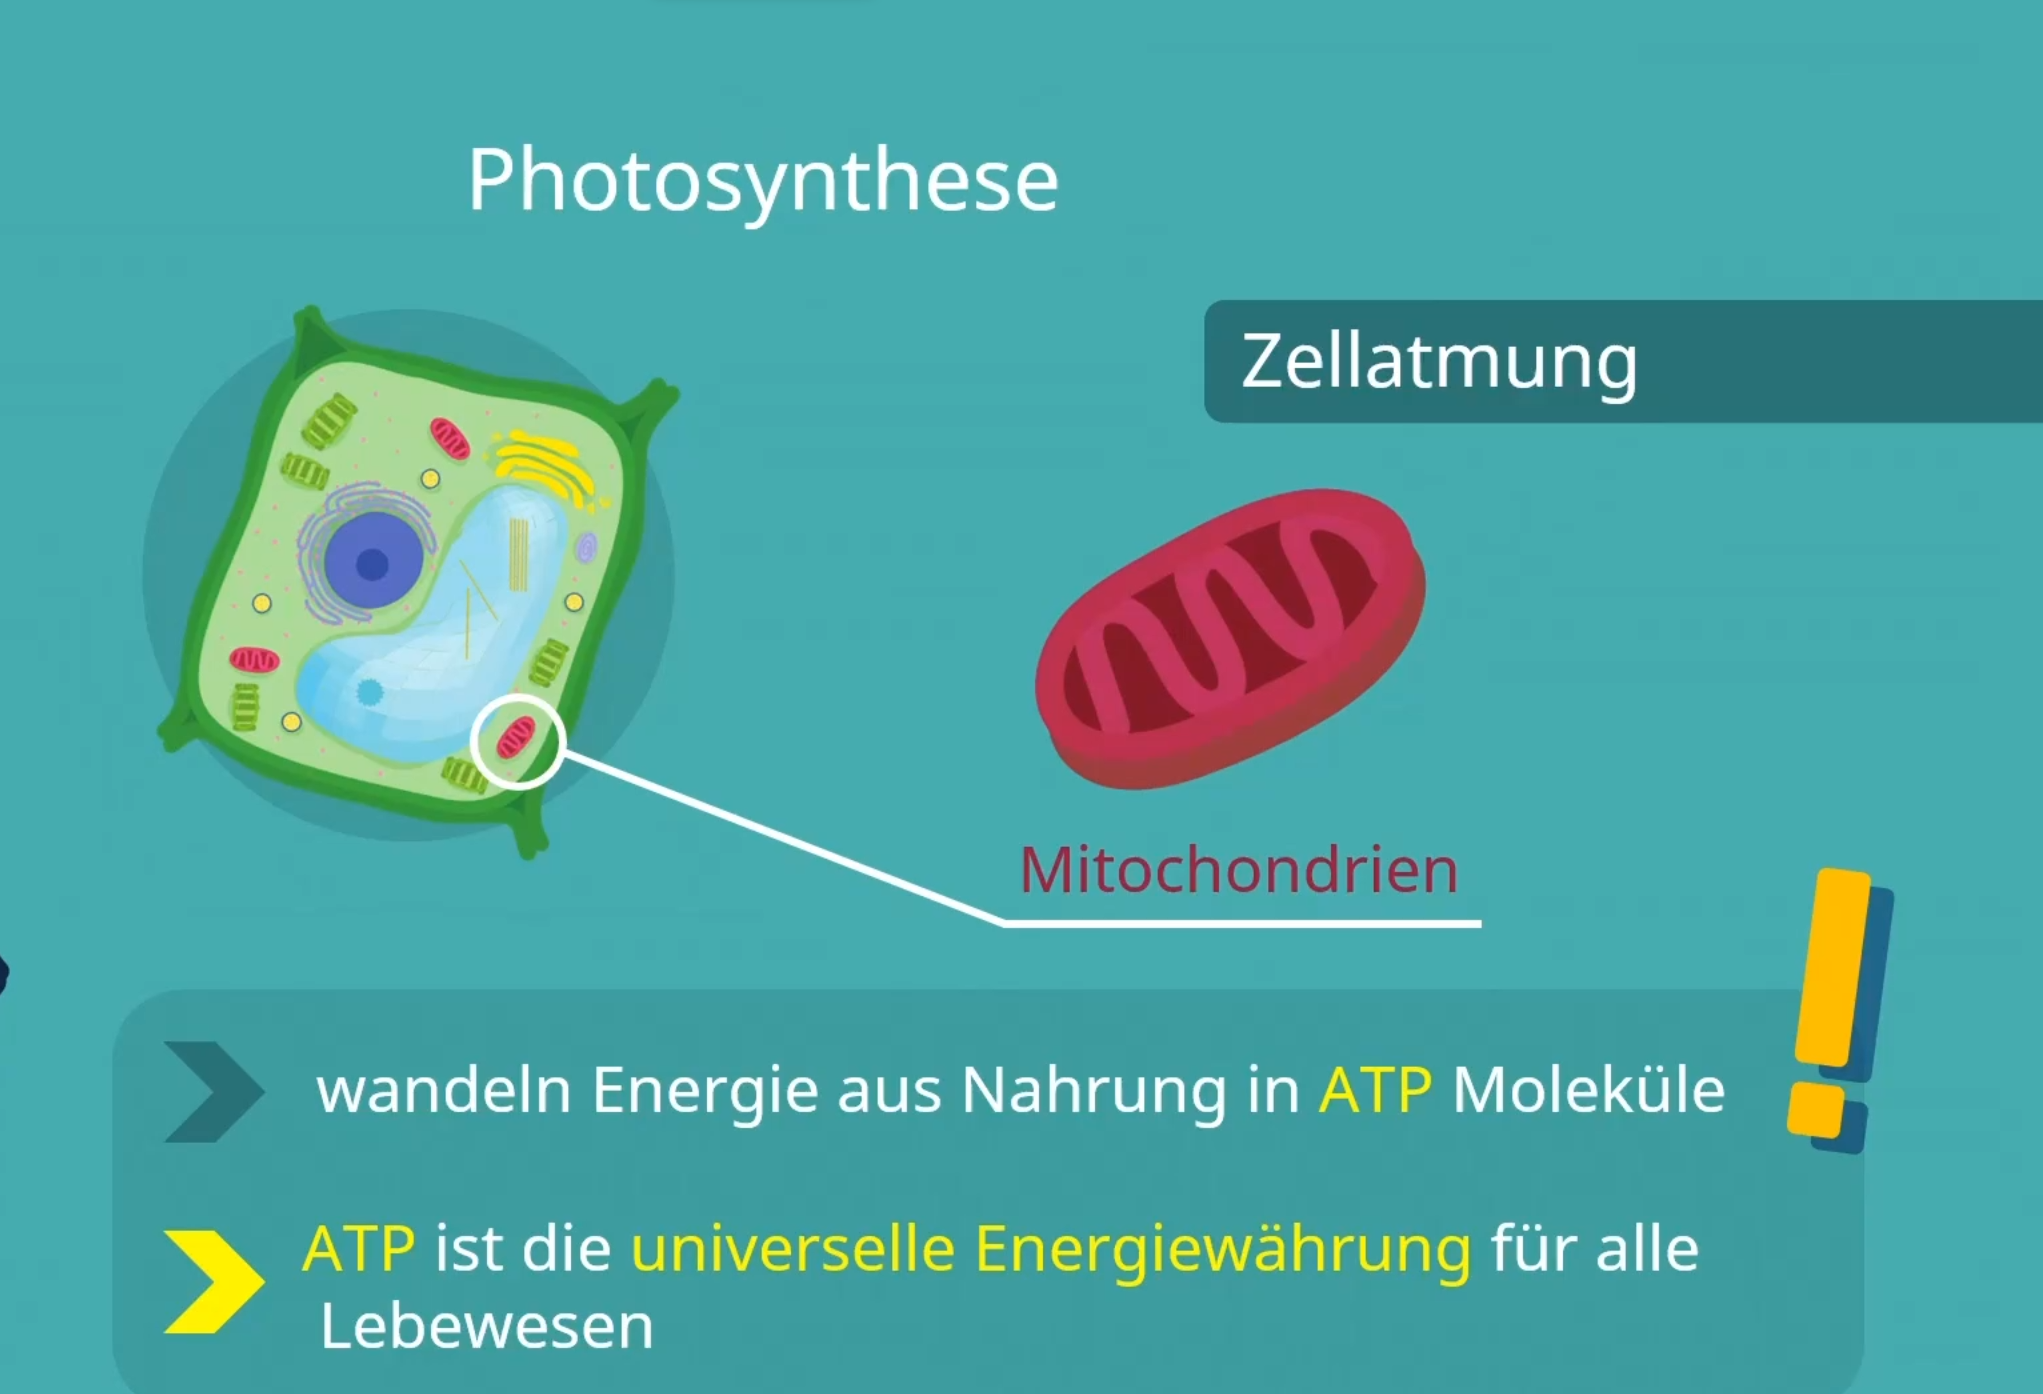 Photosynthese
Zellatmung
Mitochondrien
wandeln Energie aus Nahrung in ATP Moleküle
ATP ist die universelle Energiewährung für alle
Lebewesen